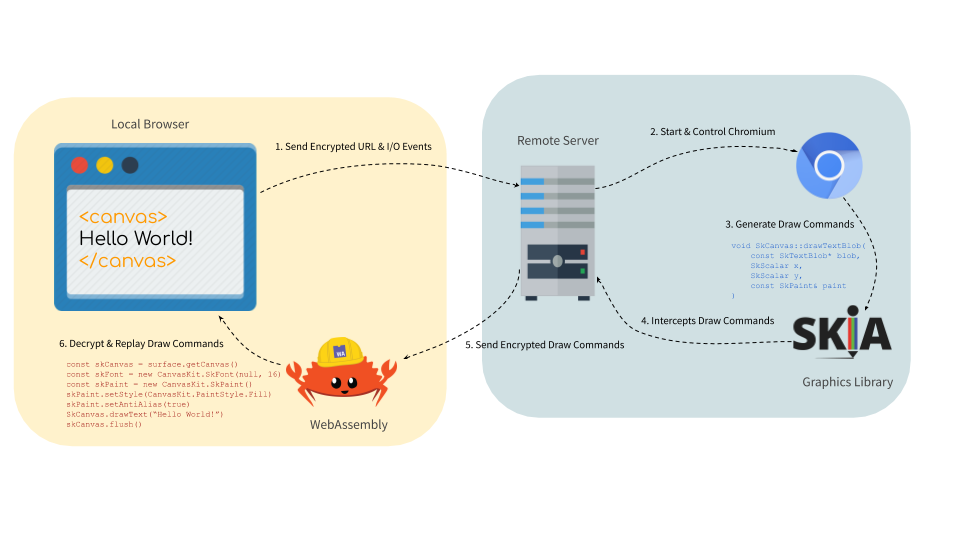 Local Browser
1. Send Encrypted URL & I/O Events
<canvas>
Hello World!
</canvas>
6. Decrypt & Replay Draw Commands
const skCanvas = surface.getCanvas()
const skFont = new CanvasKit.SkFont(null, 16)
const skPaint = new CanvasKit.SkPaint()
skPaint.setStyle(CanvasKit.PaintStyle.Fill)
skPaint.setAntiAlias(true)
SkCanvas.drawText(“Hello World!”)
skCanvas.flush()
WA
WebAssembly
Remote Server
2. Start & Control Chromium
3. Generate Draw Commands
void SkCanvas::drawTextBlob(
const SkTextBlob* blob,
SkScalar x,
SkScalar y,
const SkPaint& paint
)
4. Intercepts Draw Commands
SKIA
5. Send Encrypted Draw Commands
Graphics Library